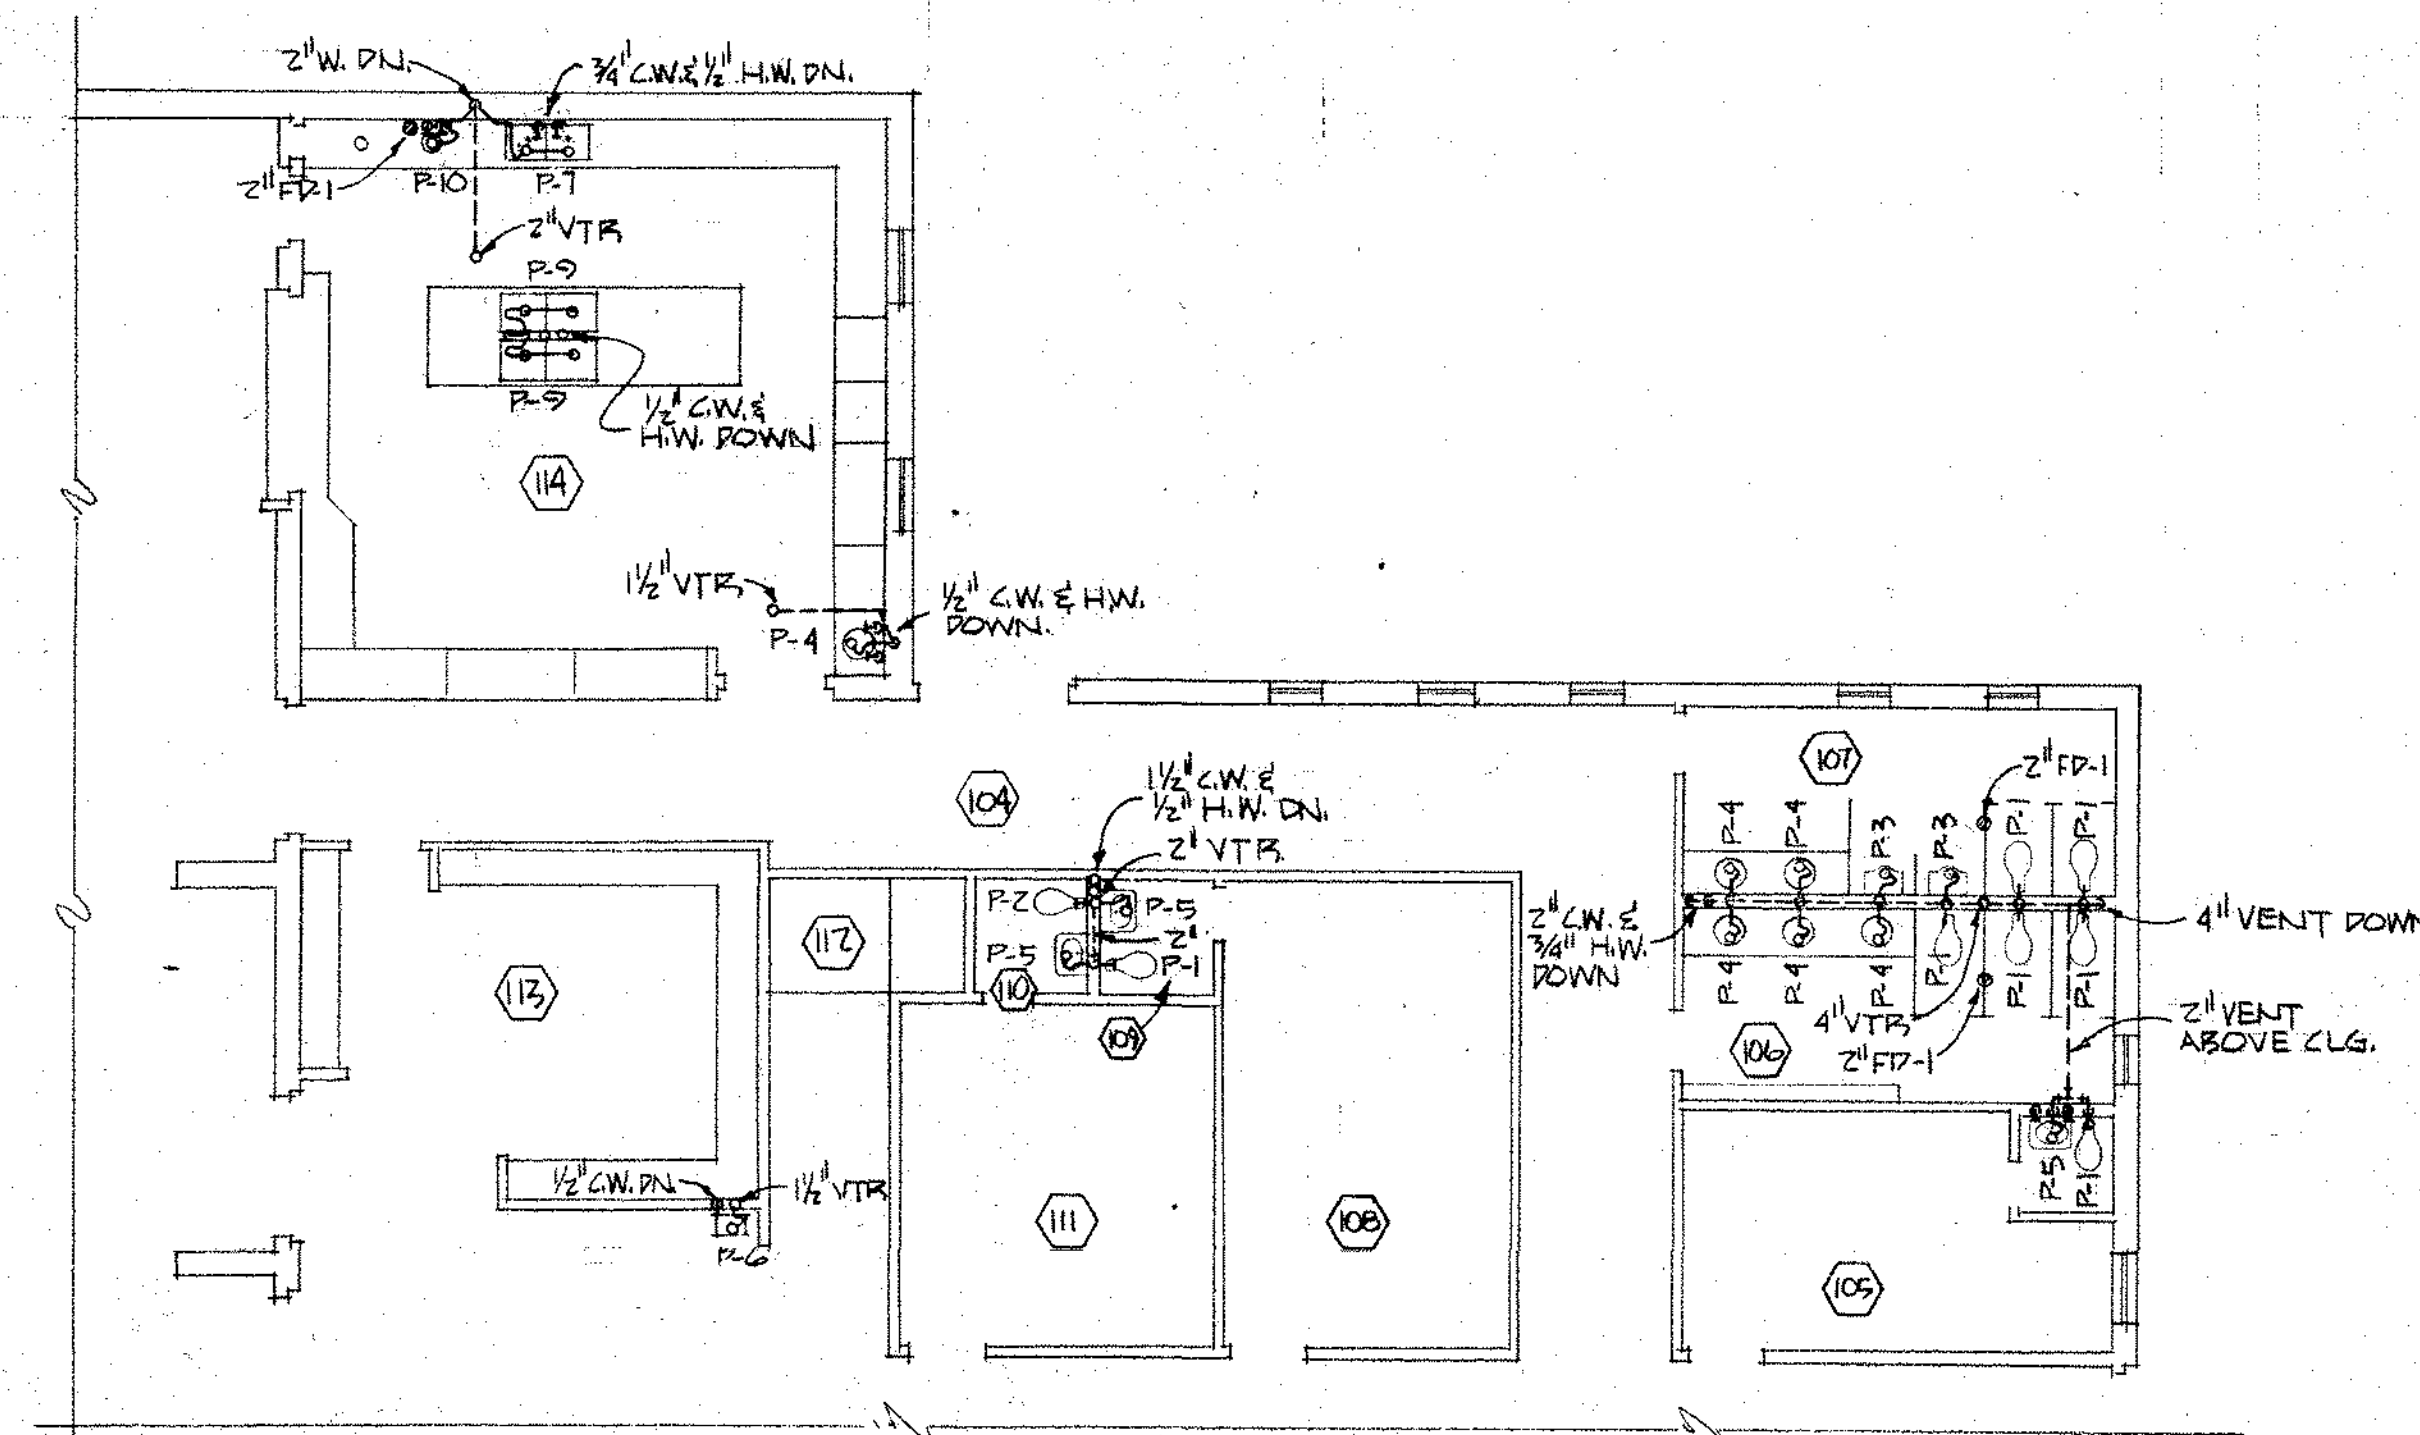 2" W. DN.
3/4" C.W. & 1/2" H.W. DN.
2" FD-1
P-10
P-7
2" VTR
P-9
P-9
1/2" C.W. &
H.W. DOWN
114
1 1/2" VTR
P-4
1/2" C.W. & H.W.
DOWN.
104
1 1/2" C.W. &
1/2" H.W. DN.
2" VTR
P-2
P-5
2"
P-5
P-1
110
109
112
113
1/2" C.W. DN.
1 1/2" VTR
P-6
111
108
107
2" FD-1
P-4
P-4
P-3
P-3
P-1
P-1
2" C.W. &
3/4" H.W.
DOWN
4" VENT DOWN
P-4
P-4
P-4
P-1
P-1
P-1
4" VTR
2" FD-1
106
2" VENT
ABOVE CLG.
P-5
P-1
105